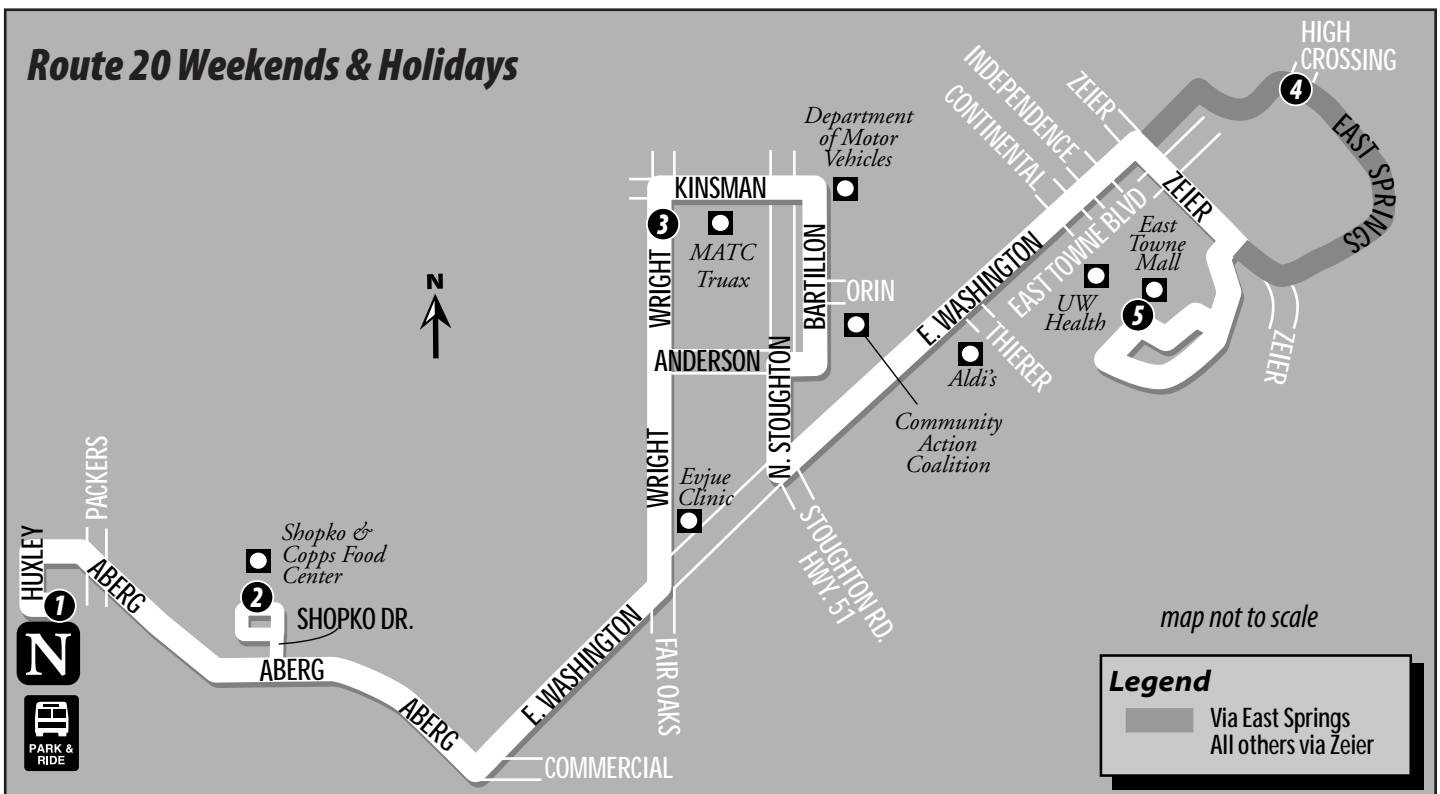 Route 20 Weekends & Holidays
HIGH
CROSSING
4
INDEPENDENCE
CONTINENTAL
ZEIER
EAST SPRINGS
Department
of Motor
Vehicles
KINSMAN
3
MATC
Truax
WRIGHT
BARTILLON
ORIN
ZEIER
EAST TOWNE BLVD
East
Towne
Mall
UW
Health
5
E. WASHINGTON
THIERER
ZEIER
Aldi's
N
ANDERSON
N. STOUGHTON
Community
Action
Coalition
WRIGHT
Evjue
Clinic
STOUGHTON RD.
HWY. 51
PACKERS
HUXLEY
ABERG
Shopko &
Copps Food
Center
2
SHOPKO DR.
1
N
PARK &
RIDE
ABERG
ABERG
E. WASHINGTON
FAIR OAKS
COMMERCIAL
map not to scale
Legend
Via East Springs
All others via Zeier